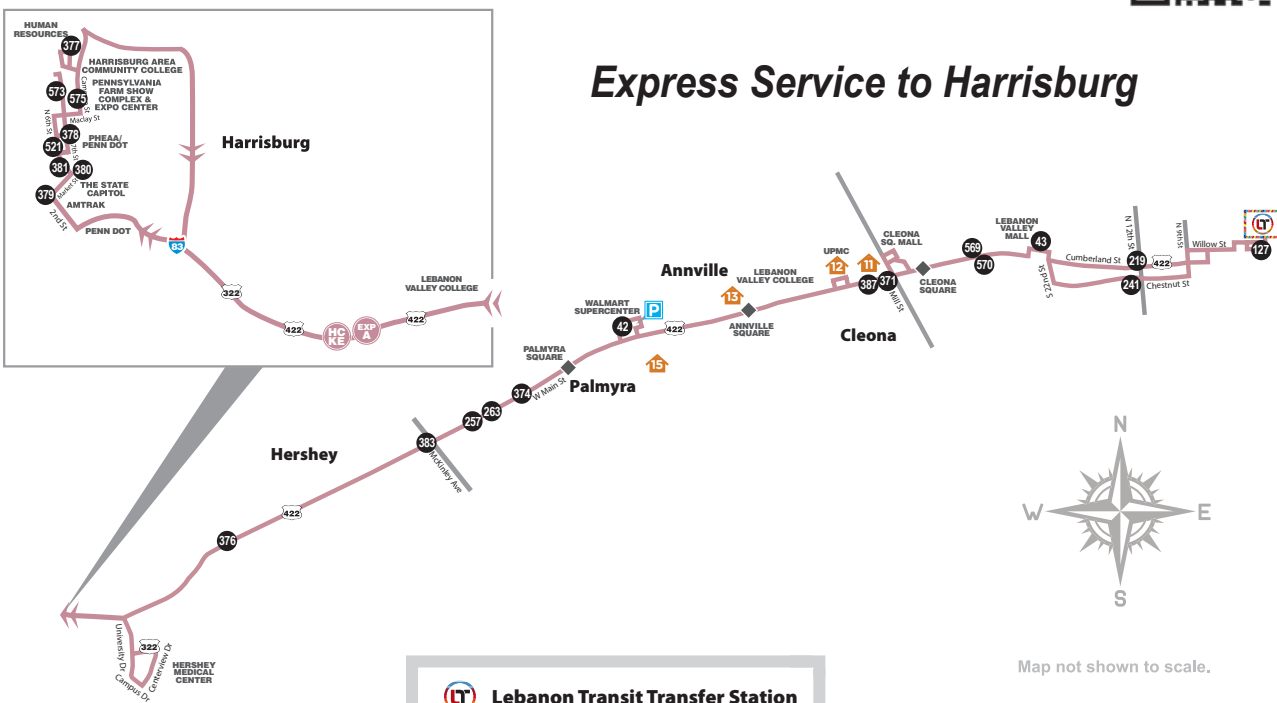 Express Service to Harrisburg
HUMAN
RESOURCES
377
HARRISBURG AREA
COMMUNITY COLLEGE
573
575
PENNSYLVANIA
FARM SHOW
COMPLEX &
EXPO CENTER
N 6th St
Maclay St
378
521
7th St
PHEAA/
PENN DOT
381
380
379
Market St
THE STATE
CAPITOL
AMTRAK
2nd St
PENN DOT
83
Harrisburg
322
422
HC
KE
EXP
A
422
LEBANON
VALLEY COLLEGE
LT
127
Willow St
N 9th St
N 12th St
219
422
Cumberland St
241
Chestnut St
S 22nd St
LEBANON
VALLEY
MALL
43
569
570
CLEONA
SQ. MALL
CLEONA
SQUARE
UPMC
12
11
387
371
Mill St
Cleona
Annville
LEBANON
VALLEY COLLEGE
13
ANNVILLE
SQUARE
WALMART
SUPERCENTER
P
42
422
15
PALMYRA
SQUARE
Palmyra
W Main St
374
263
257
383
McKinley Ave
Hershey
422
376
University Dr
322
Centerview Dr
Campus Dr
HERSHEY
MEDICAL
CENTER
N
W
E
S
Map not shown to scale.
LT Lebanon Transit Transfer Station